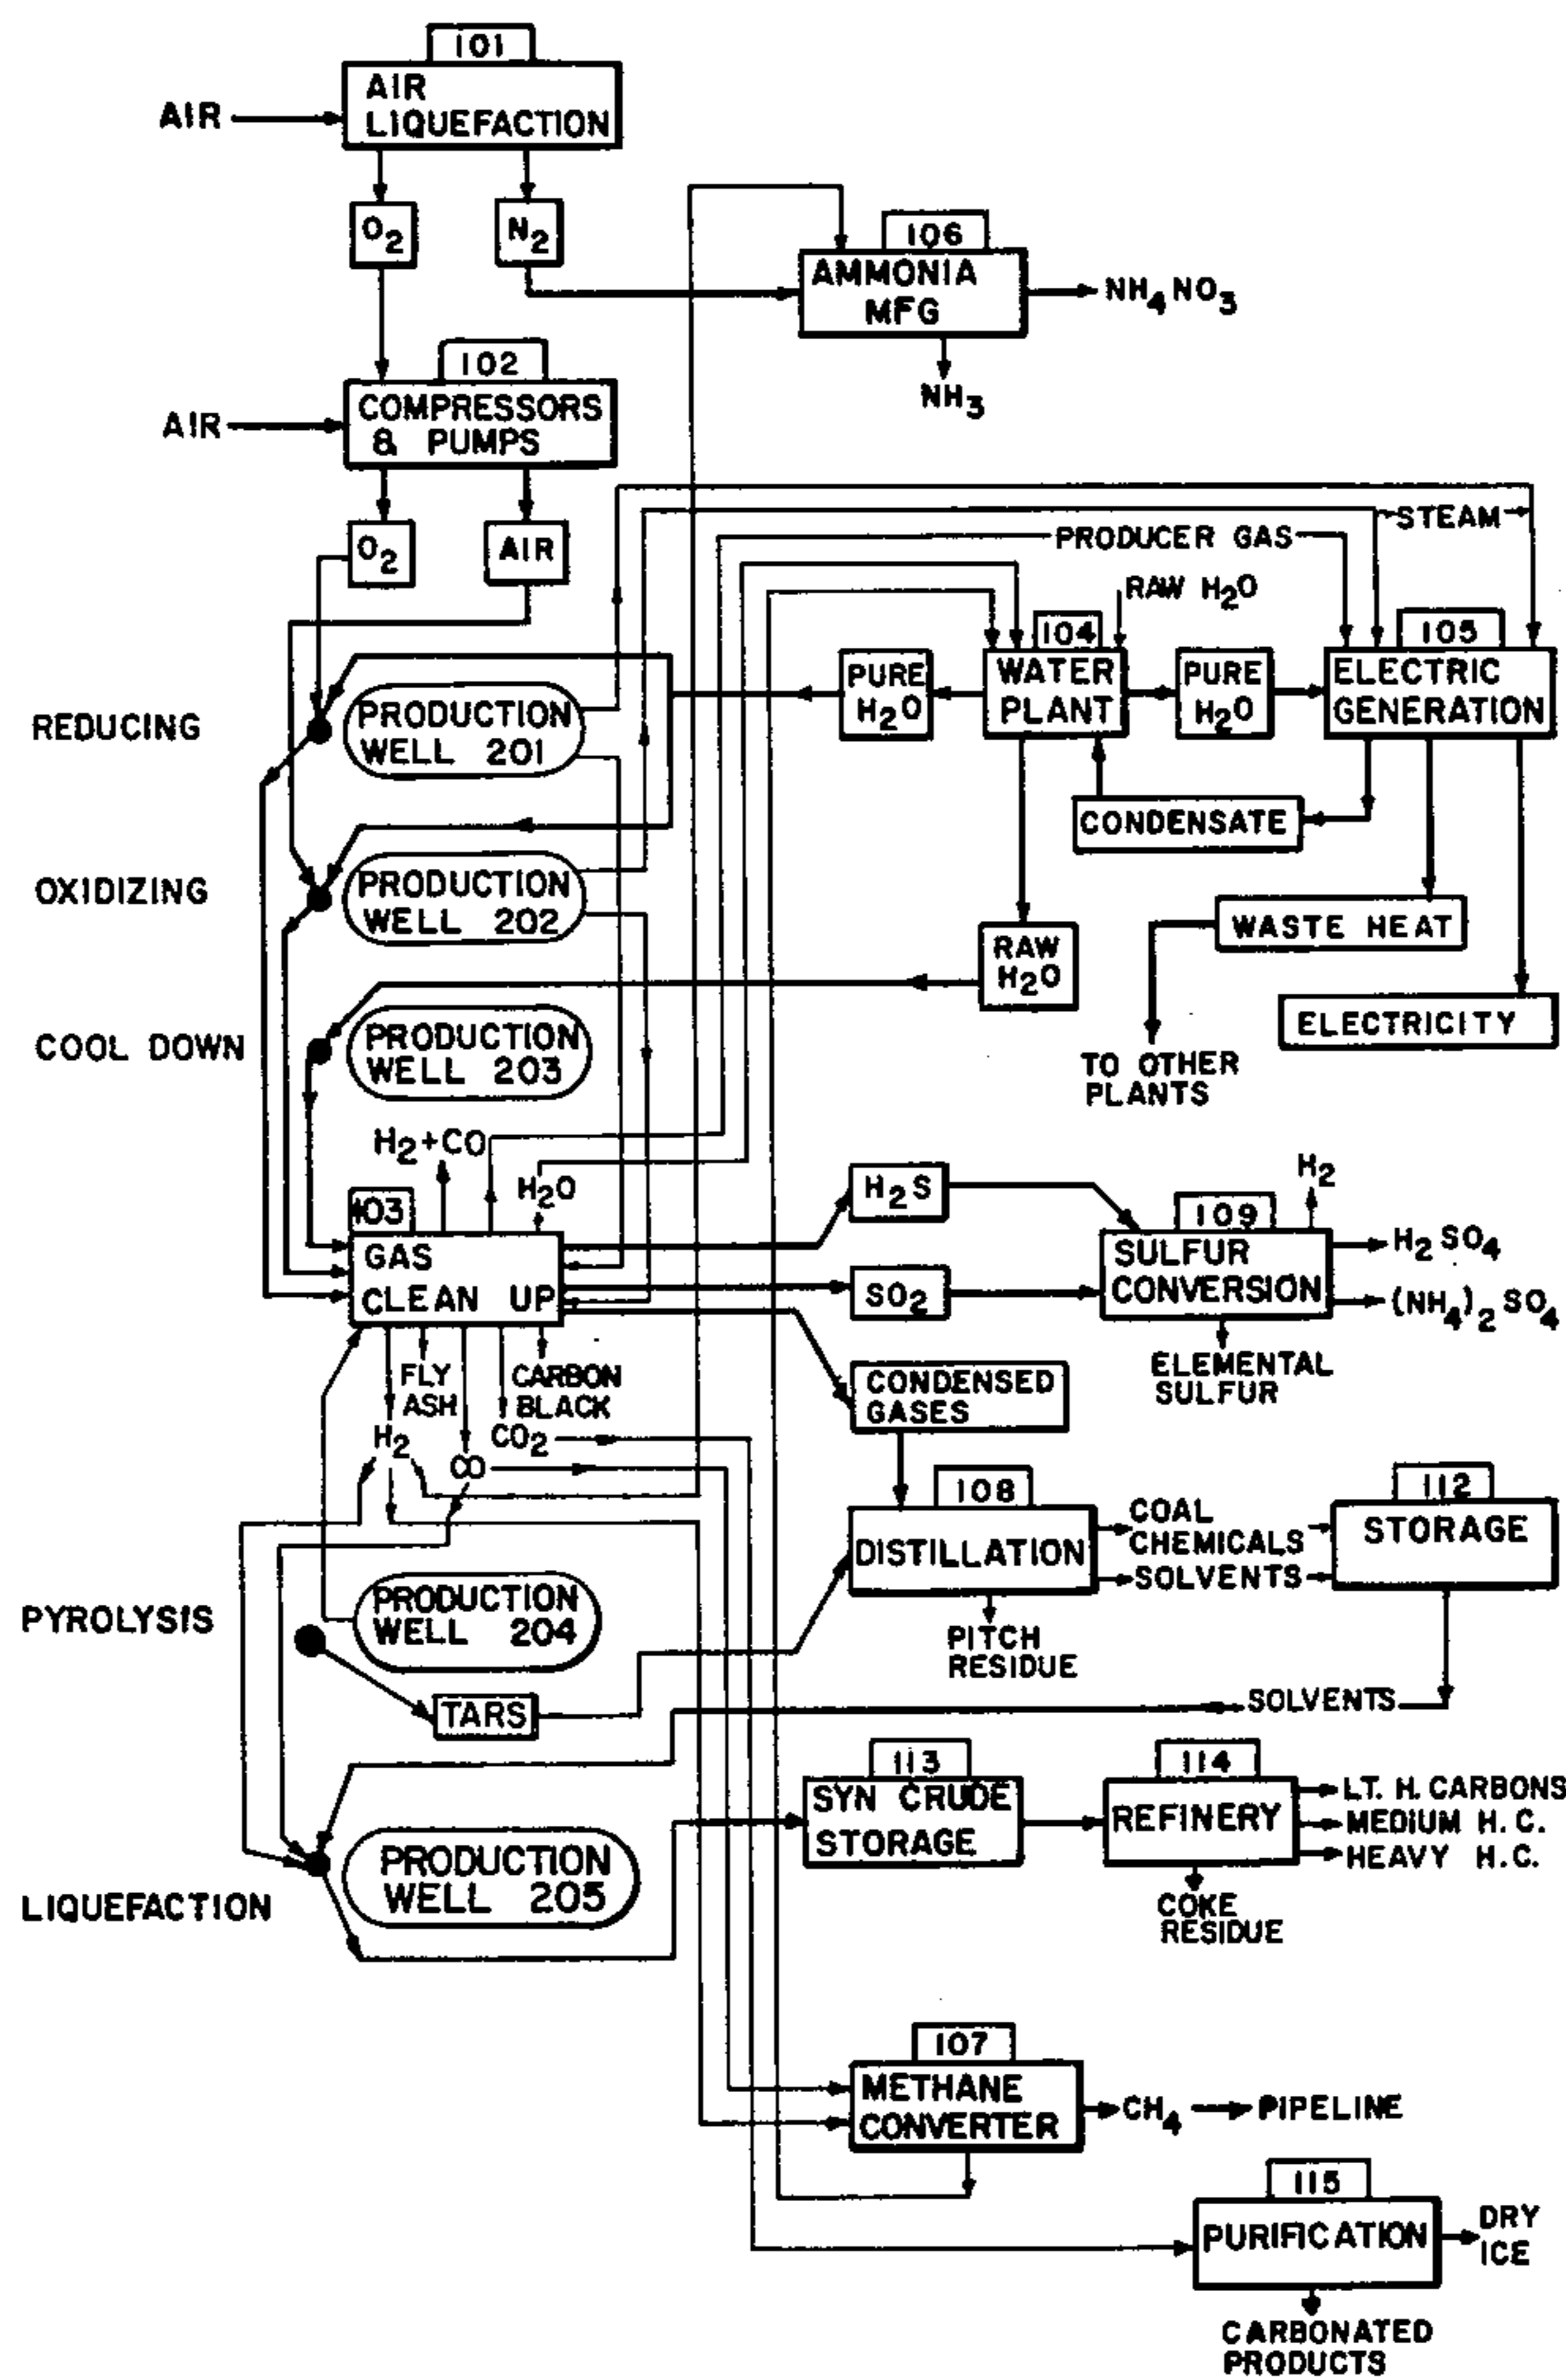 101
AIR
LIQUEFACTION
AIR
O2
N2
106
AMMONIA
MFG
NH4 NO3
NH3
102
COMPRESSORS
& PUMPS
AIR
O2
AIR
STEAM
PRODUCER GAS
RAW H2O
104
WATER
PLANT
PURE
H2O
PURE
H2O
105
ELECTRIC
GENERATION
REDUCING
PRODUCTION
WELL 201
CONDENSATE
OXIDIZING
PRODUCTION
WELL 202
WASTE HEAT
RAW
H2O
ELECTRICITY
COOL DOWN
PRODUCTION
WELL 203
TO OTHER
PLANTS
H2+CO
H2O
103
GAS
CLEAN UP
H2S
SO2
H2
109
SULFUR
CONVERSION
H2 SO4
(NH4)2 SO4
ELEMENTAL
SULFUR
FLY
ASH
CARBON
BLACK
H2
CO
CO2
CONDENSED
GASES
108
DISTILLATION
COAL
CHEMICALS
SOLVENTS
112
STORAGE
PITCH
RESIDUE
PYROLYSIS
PRODUCTION
WELL 204
TARS
SOLVENTS
113
SYN CRUDE
STORAGE
114
REFINERY
LT. H. CARBONS
MEDIUM H. C.
HEAVY H.C.
COKE
RESIDUE
LIQUEFACTION
PRODUCTION
WELL 205
107
METHANE
CONVERTER
CH4
PIPELINE
115
PURIFICATION
DRY
ICE
CARBONATED
PRODUCTS